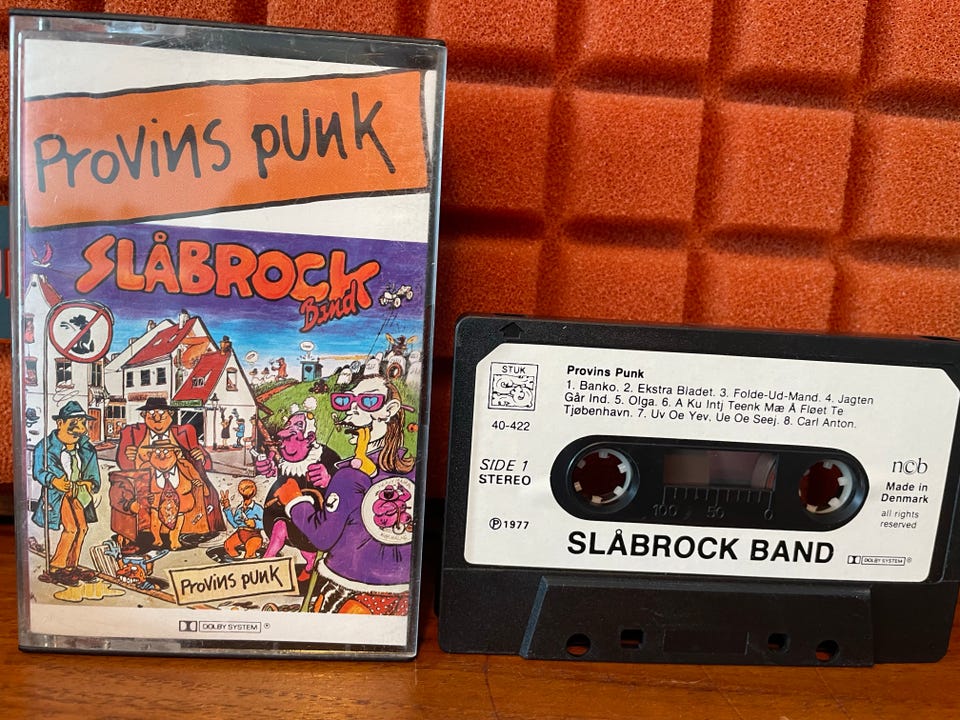 Provins punk
SLÅBROCK
Band
Provins punk
DOLBY SYSTEM ®
STUK
40-422
SIDE 1
STEREO
℗ 1977
Provins Punk
1. Banko. 2. Ekstra Bladet. 3. Folde-Ud-Mand. 4. Jagten
Går Ind. 5. Olga. 6. A Ku Intj Teenk Mæ Å Fløet Te
Tjøbenhavn. 7. Uv Oe Yev, Ue Oe Seej. 8. Carl Anton.
100 50 0
ncb
Made in
Denmark
all rights
reserved
SLÅBROCK BAND
DOLBY SYSTEM ®